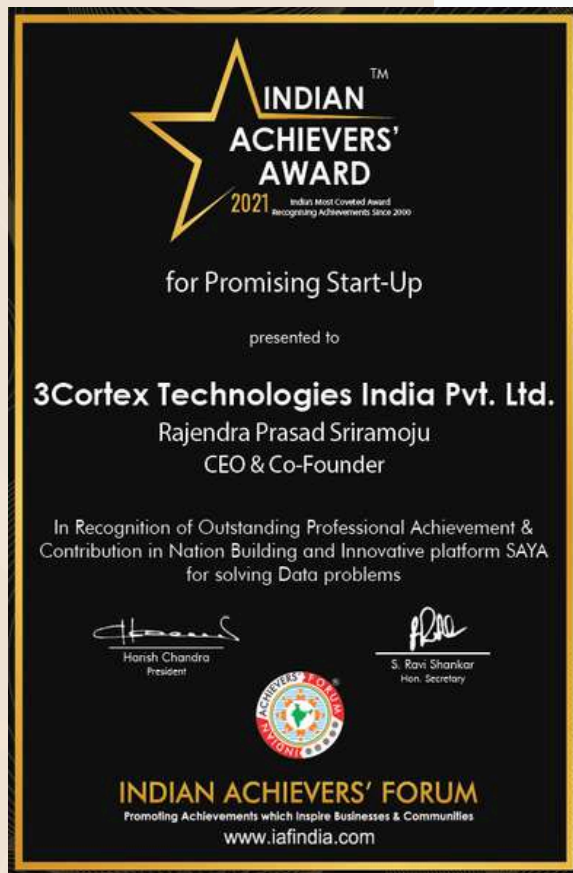 TM
INDIAN
ACHIEVERS'
AWARD
2021
India's Most Coveted Award
Recognising Achievements Since 2000
for Promising Start-Up
presented to
3Cortex Technologies India Pvt. Ltd.
Rajendra Prasad Sriramoju
CEO & Co-Founder
In Recognition of Outstanding Professional Achievement &
Contribution in Nation Building and Innovative platform SAYA
for solving Data problems
Harish Chandra
President
S. Ravi Shankar
Hon. Secretary
INDIAN ACHIEVERS' FORUM
®
INDIAN ACHIEVERS' FORUM
Promoting Achievements which Inspire Businesses & Communities
www.iafindia.com